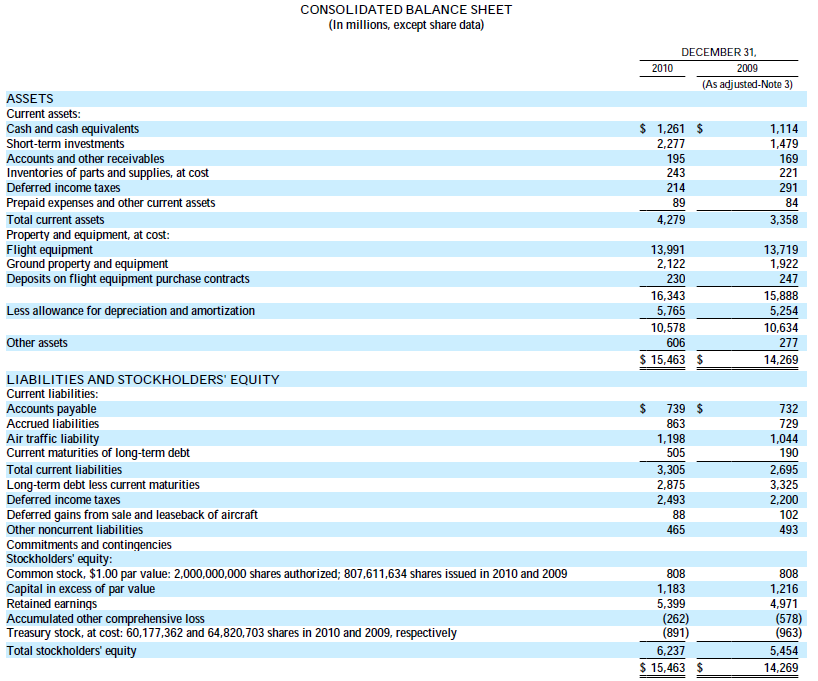 CONSOLIDATED BALANCE SHEET
(In millions, except share data)
DECEMBER 31,
2010 2009
(As adjusted-Note 3)
ASSETS
Current assets:
Cash and cash equivalents $ 1,261 $ 1,114
Short-term investments 2,277 1,479
Accounts and other receivables 195 169
Inventories of parts and supplies, at cost 243 221
Deferred income taxes 214 291
Prepaid expenses and other current assets 89 84
Total current assets 4,279 3,358
Property and equipment, at cost:
Flight equipment 13,991 13,719
Ground property and equipment 2,122 1,922
Deposits on flight equipment purchase contracts 230 247
16,343 15,888
Less allowance for depreciation and amortization 5,765 5,254
10,578 10,634
Other assets 606 277
$ 15,463 $ 14,269
LIABILITIES AND STOCKHOLDERS' EQUITY
Current liabilities:
Accounts payable $ 739 $ 732
Accrued liabilities 863 729
Air traffic liability 1,198 1,044
Current maturities of long-term debt 505 190
Total current liabilities 3,305 2,695
Long-term debt less current maturities 2,875 3,325
Deferred income taxes 2,493 2,200
Deferred gains from sale and leaseback of aircraft 88 102
Other noncurrent liabilities 465 493
Commitments and contingencies
Stockholders' equity:
Common stock, $1.00 par value: 2,000,000,000 shares authorized; 807,611,634 shares issued in 2010 and 2009 808 808
Capital in excess of par value 1,183 1,216
Retained earnings 5,399 4,971
Accumulated other comprehensive loss (262) (578)
Treasury stock, at cost: 60,177,362 and 64,820,703 shares in 2010 and 2009, respectively (891) (963)
Total stockholders' equity 6,237 5,454
$ 15,463 $ 14,269